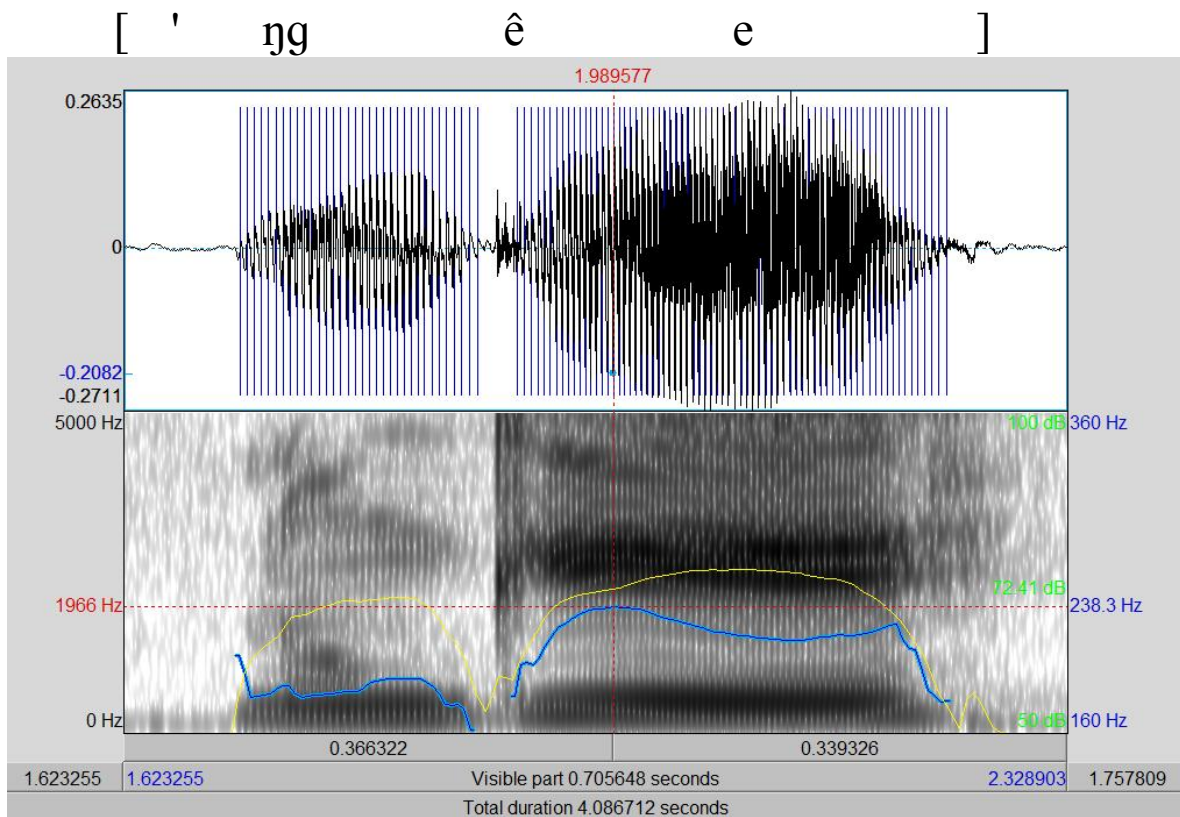 [ ' ŋg ê e ]
1.989577
0.2635
0
-0.2082
-0.2711
5000 Hz 100 dB 360 Hz
1966 Hz 72.41 dB 238.3 Hz
0 Hz 50 dB 160 Hz
0.366322 0.339326
1.623255 1.623255 Visible part 0.705648 seconds 2.328903 1.757809
Total duration 4.086712 seconds